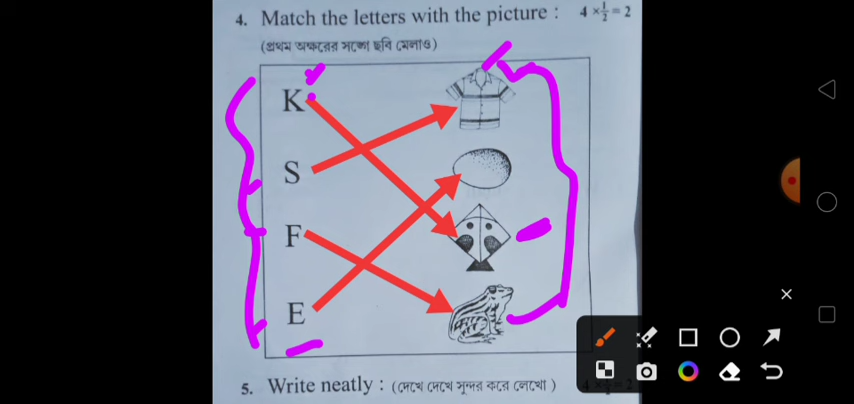 4. Match the letters with the picture : 4 × 1/2 = 2
(প্রথম অক্ষরের সঙ্গে ছবি মেলাও)
K
S
F
E
5. Write neatly : (দেখে দেখে সুন্দর করে লেখো )